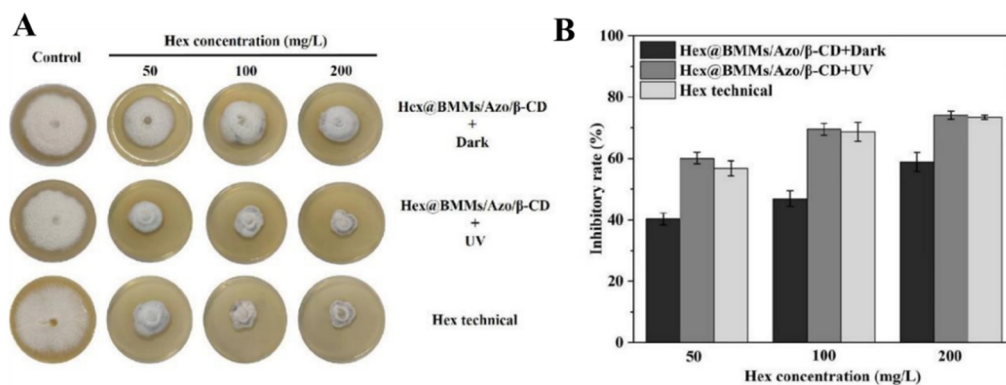 A
Hex concentration (mg/L)
Control
50
100
200
Hex@BMMs/Azo/β-CD
+
Dark
Hex@BMMs/Azo/β-CD
+
UV
Hex technical
B
100
80
60
40
20
0
Inhibitory rate (%)
Hex@BMMs/Azo/β-CD+Dark
Hex@BMMs/Azo/β-CD+UV
Hex technical
50
100
200
Hex concentration (mg/L)